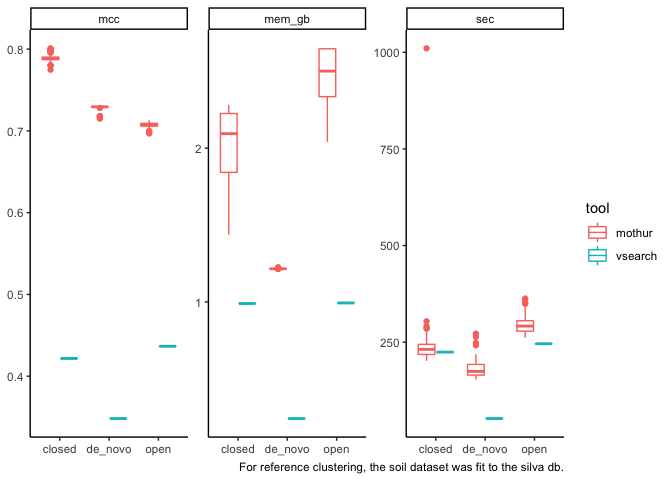 mcc
mem_gb
sec
0.8
0.7
0.6
0.5
0.4
2
1
1000
750
500
250
closed de_novo open
closed de_novo open
closed de_novo open
tool
mothur
vsearch
For reference clustering, the soil dataset was fit to the silva db.